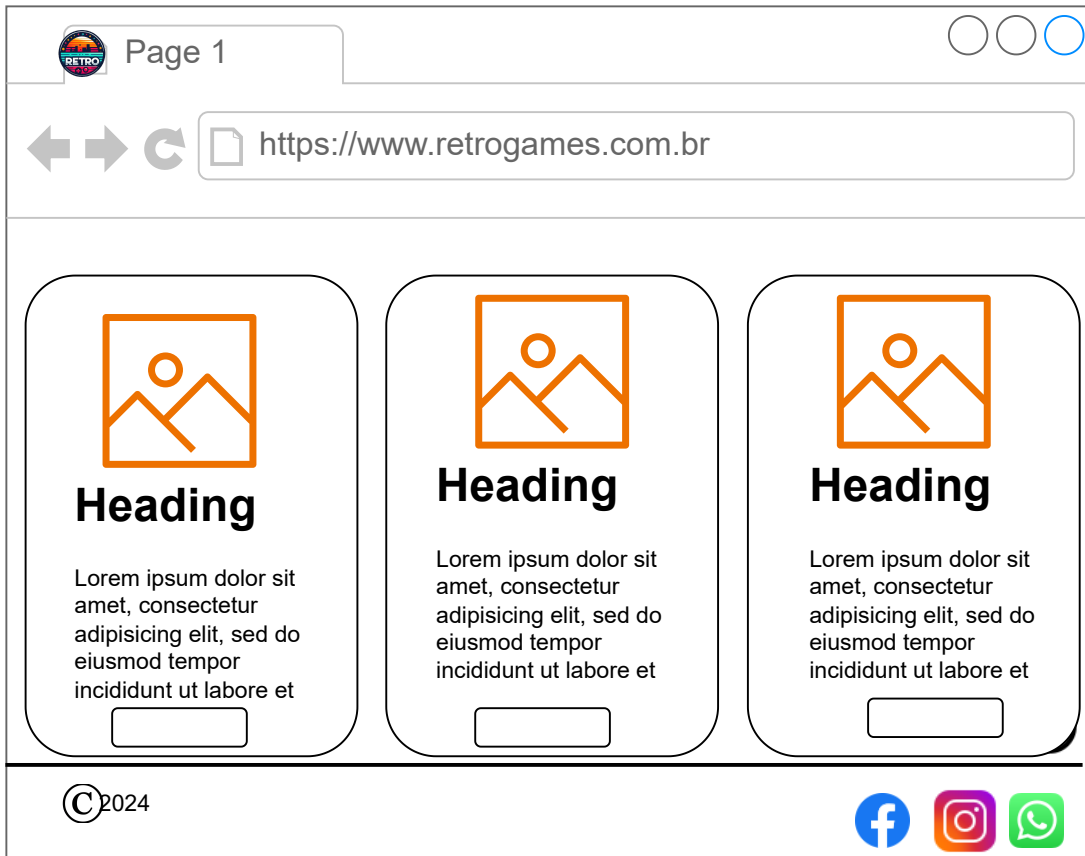 RETRO
Page 1
https://www.retrogames.com.br
Heading
Lorem ipsum dolor sit
amet, consectetur
adipisicing elit, sed do
eiusmod tempor
incididunt ut labore et
Heading
Lorem ipsum dolor sit
amet, consectetur
adipisicing elit, sed do
eiusmod tempor
incididunt ut labore et
Heading
Lorem ipsum dolor sit
amet, consectetur
adipisicing elit, sed do
eiusmod tempor
incididunt ut labore et
©2024